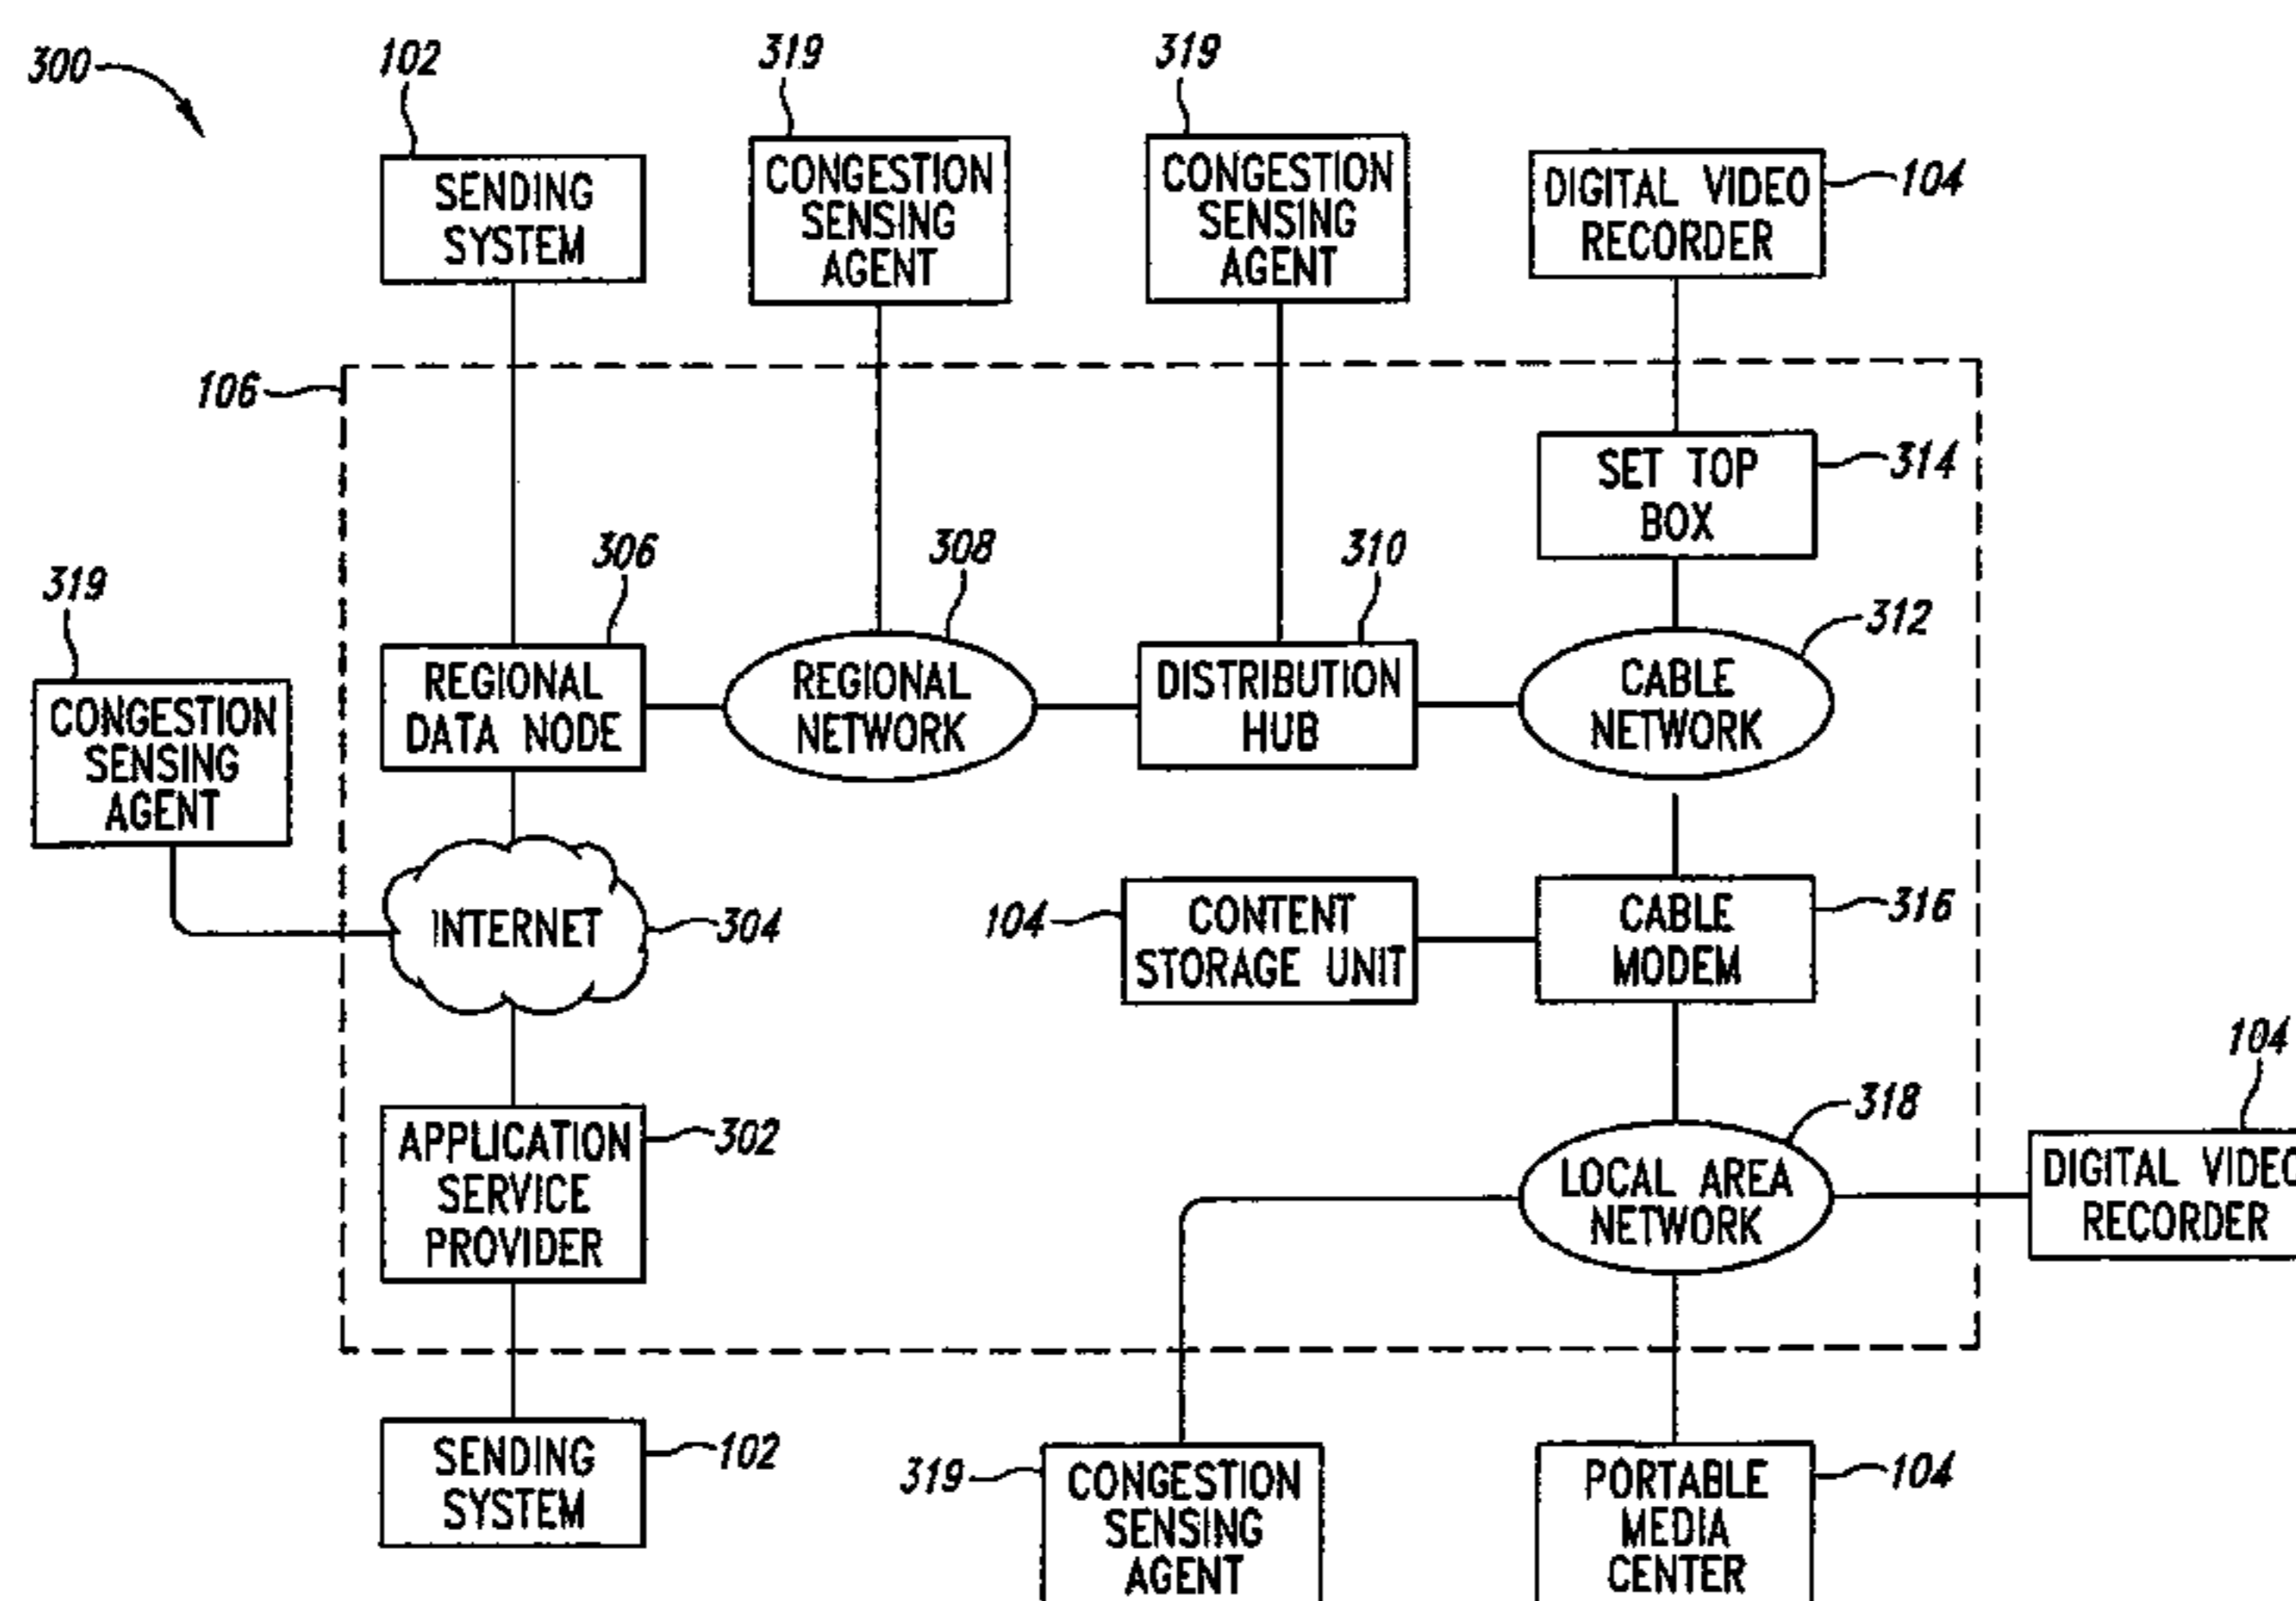 300
102
319
319
SENDING
SYSTEM
CONGESTION
SENSING
AGENT
CONGESTION
SENSING
AGENT
DIGITAL VIDEO
RECORDER
104
106
SET TOP
BOX
314
319
306
308
310
312
CONGESTION
SENSING
AGENT
REGIONAL
DATA NODE
REGIONAL
NETWORK
DISTRIBUTION
HUB
CABLE
NETWORK
INTERNET
304
104
CONTENT
STORAGE UNIT
CABLE
MODEM
316
APPLICATION
SERVICE
PROVIDER
302
318
LOCAL AREA
NETWORK
104
DIGITAL VIDEO
RECORDER
SENDING
SYSTEM
102
319
CONGESTION
SENSING
AGENT
PORTABLE
MEDIA
CENTER
104